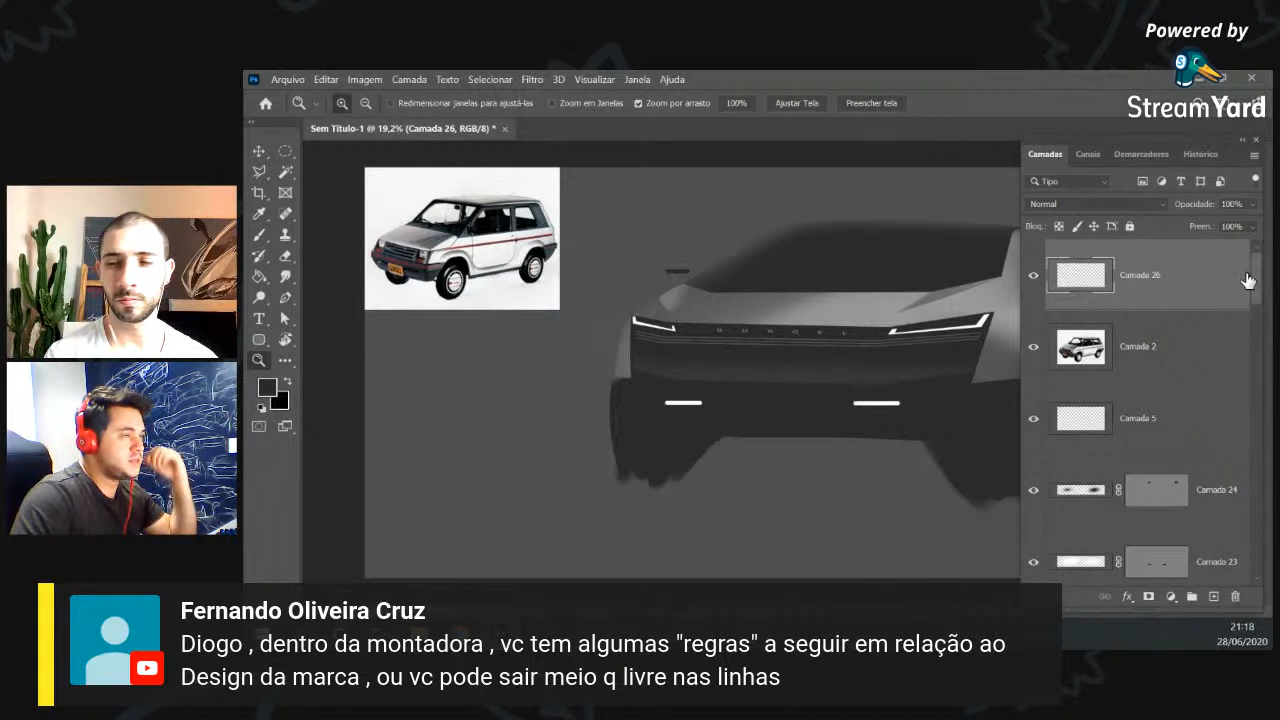 Powered by
StreamYard
Ps
Arquivo Editar Imagem Camada Texto Selecionar Filtro 3D Visualizar Janela Ajuda
Redimensionar janelas para ajustá-las Zoom em Janelas Zoom por arrasto 100% Ajustar Tela Preencher tela
Sem Título-1 @ 19,2% (Camada 26, RGB/8) *
Camadas Canais Demarcadores Histórico
Tipo
Normal Opacidade: 100%
Bloq.: Preen.: 100%
Camada 26
Camada 2
Camada 5
Camada 24
Camada 23
G U R G E L
fx
21:18
28/06/2020
Fernando Oliveira Cruz
Diogo , dentro da montadora , vc tem algumas "regras" a seguir em relação ao
Design da marca , ou vc pode sair meio q livre nas linhas